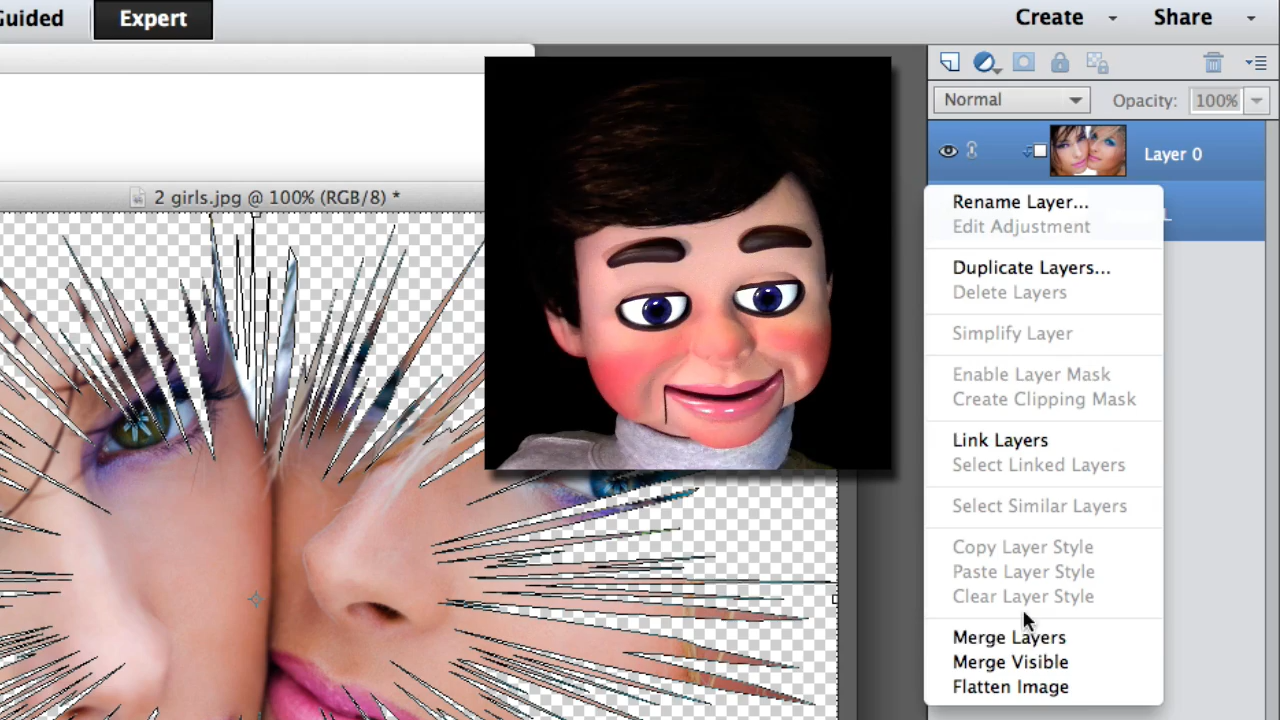 Guided
Expert
Create
Share
Normal
Opacity: 100%
Layer 0
2 girls.jpg @ 100% (RGB/8) *
Rename Layer...
Edit Adjustment
Duplicate Layers...
Delete Layers
Simplify Layer
Enable Layer Mask
Create Clipping Mask
Link Layers
Select Linked Layers
Select Similar Layers
Copy Layer Style
Paste Layer Style
Clear Layer Style
Merge Layers
Merge Visible
Flatten Image